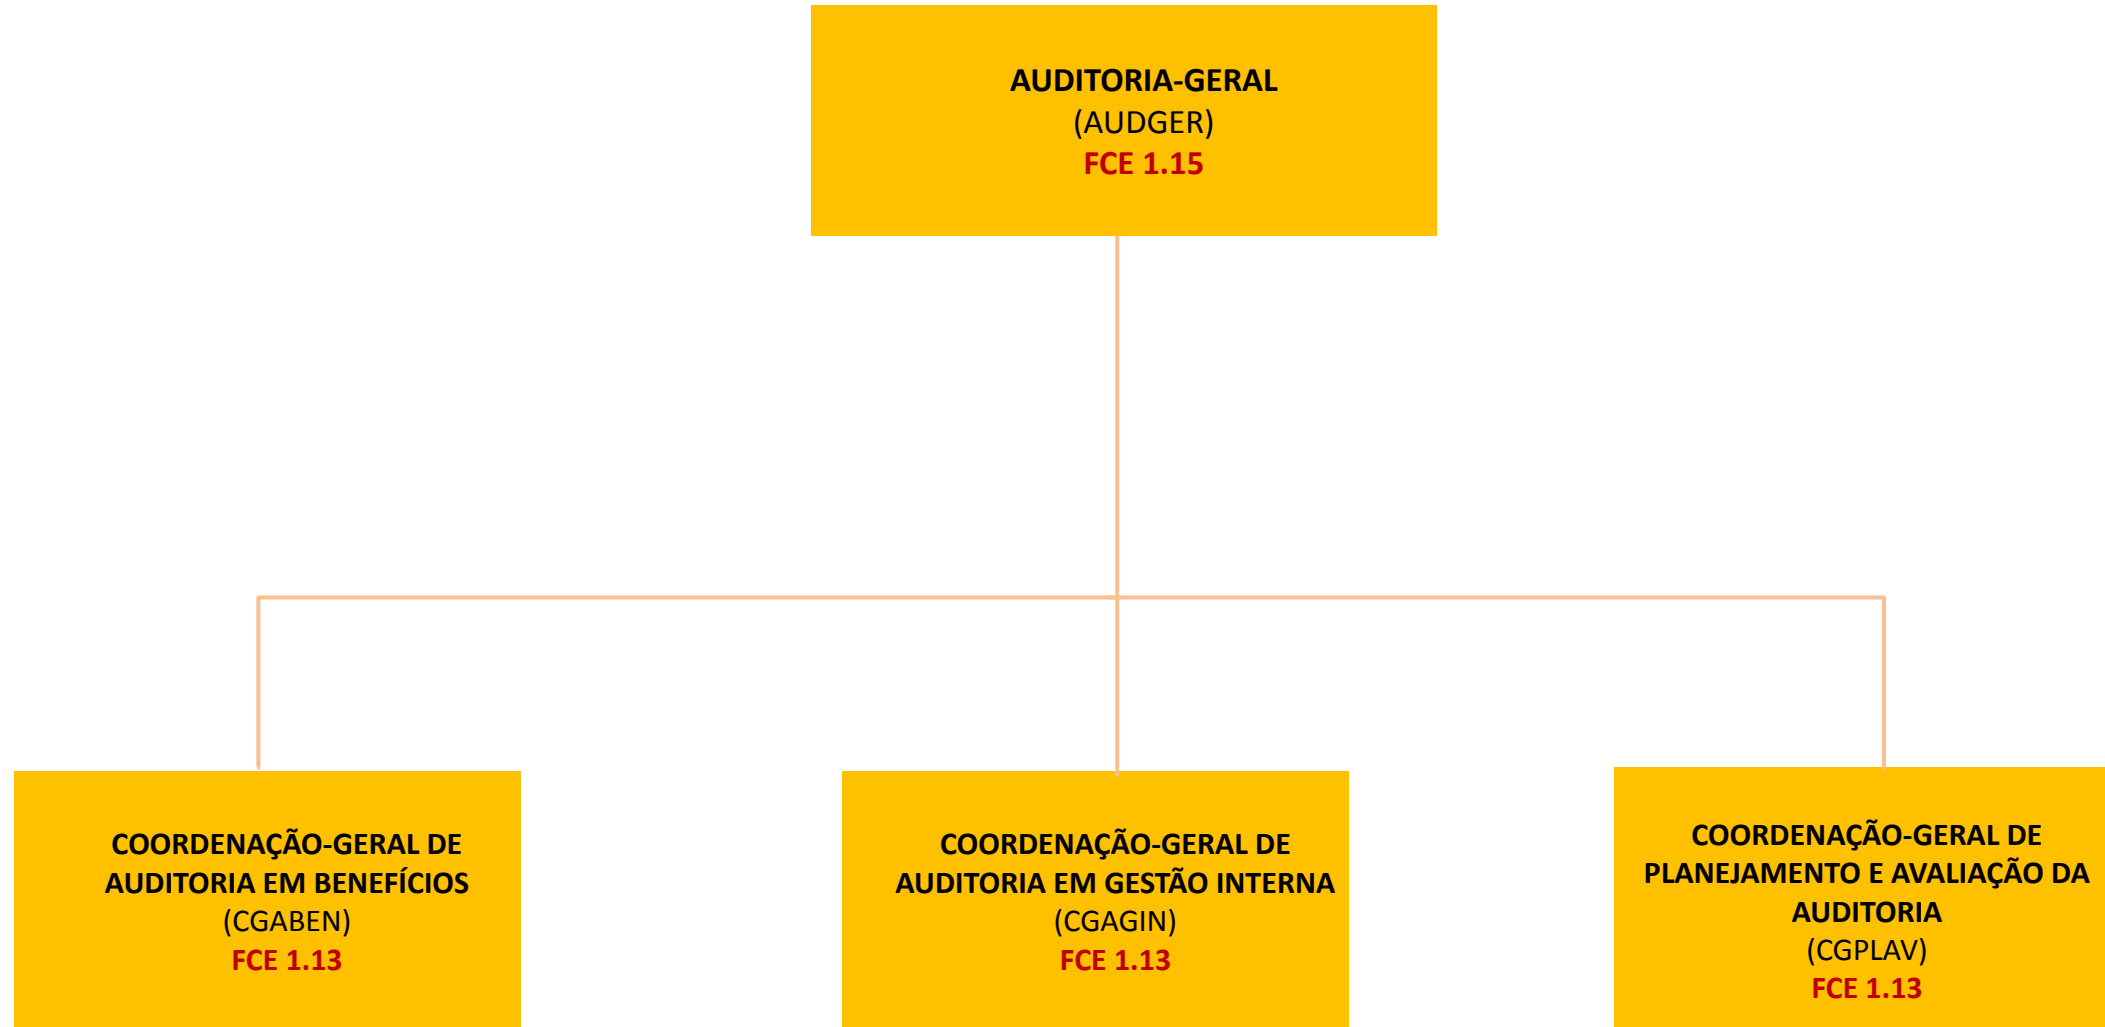 AUDITORIA-GERAL
(AUDGER)
FCE 1.15
COORDENAÇÃO-GERAL DE
AUDITORIA EM BENEFÍCIOS
(CGABEN)
FCE 1.13
COORDENAÇÃO-GERAL DE
AUDITORIA EM GESTÃO INTERNA
(CGAGIN)
FCE 1.13
COORDENAÇÃO-GERAL DE
PLANEJAMENTO E AVALIAÇÃO DA
AUDITORIA
(CGPLAV)
FCE 1.13